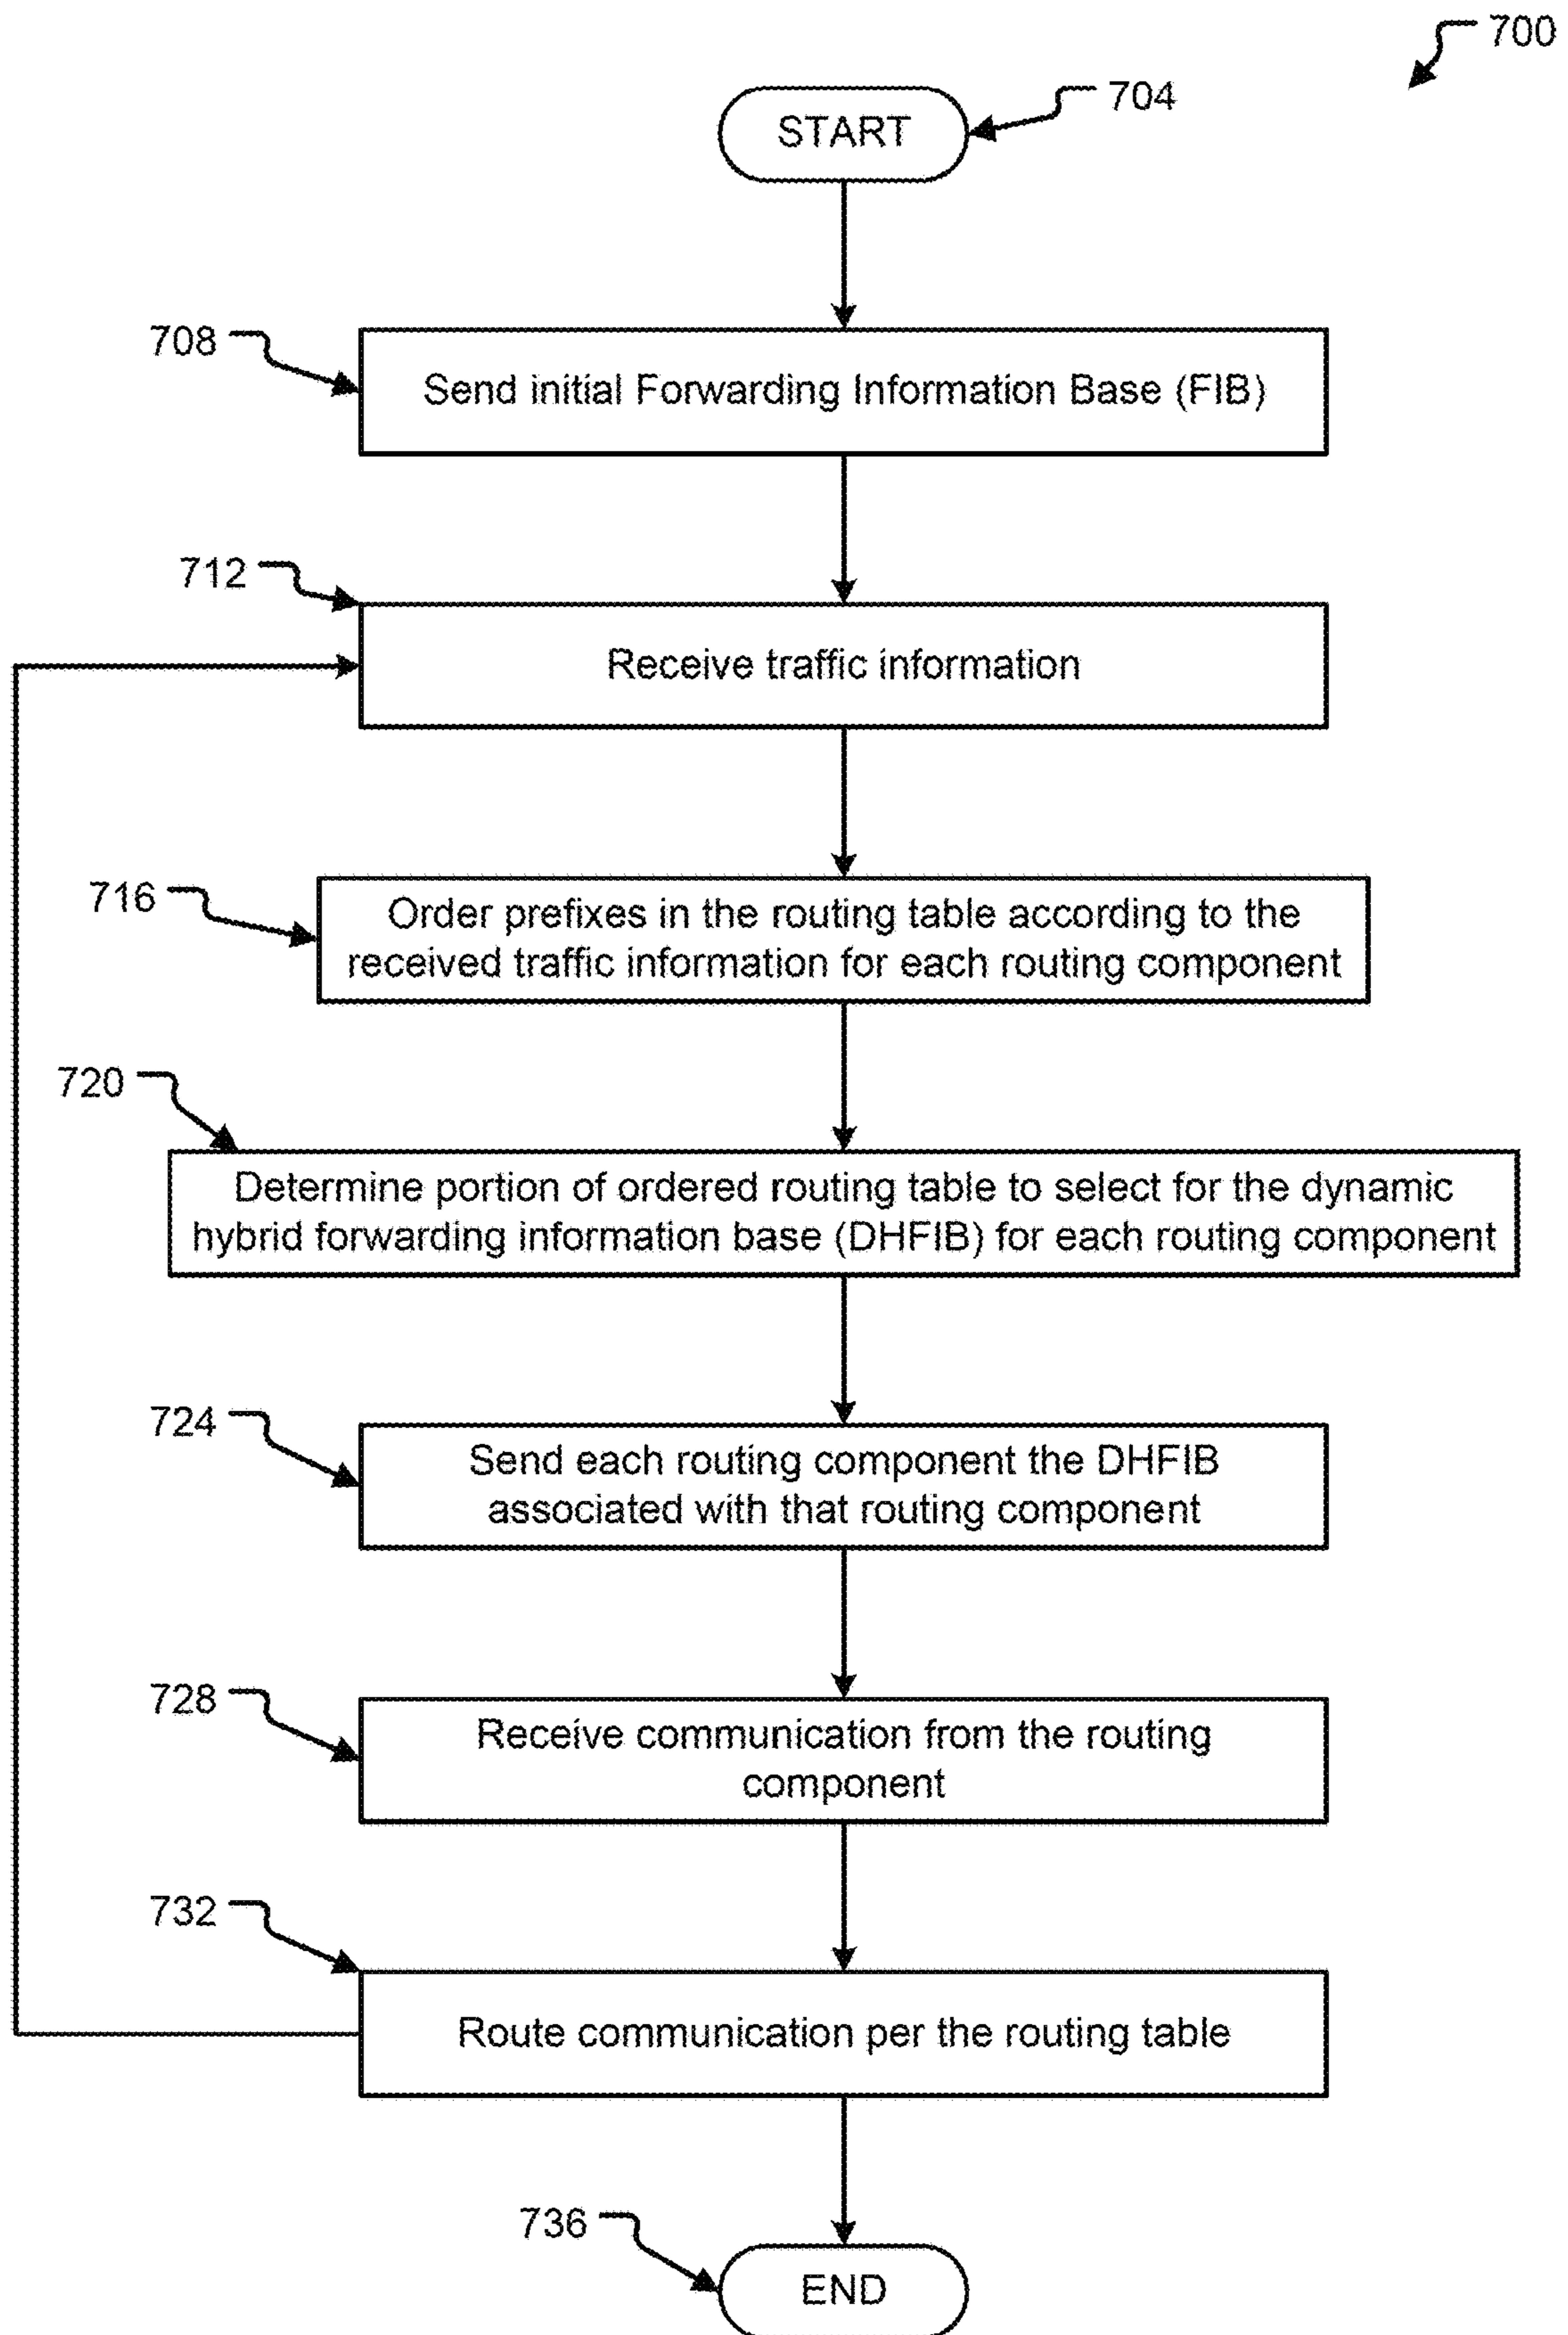 700
704
START
708
Send initial Forwarding Information Base (FIB)
712
Receive traffic information
716
Order prefixes in the routing table according to the
received traffic information for each routing component
720
Determine portion of ordered routing table to select for the dynamic
hybrid forwarding information base (DHFIB) for each routing component
724
Send each routing component the DHFIB
associated with that routing component
728
Receive communication from the routing
component
732
Route communication per the routing table
736
END